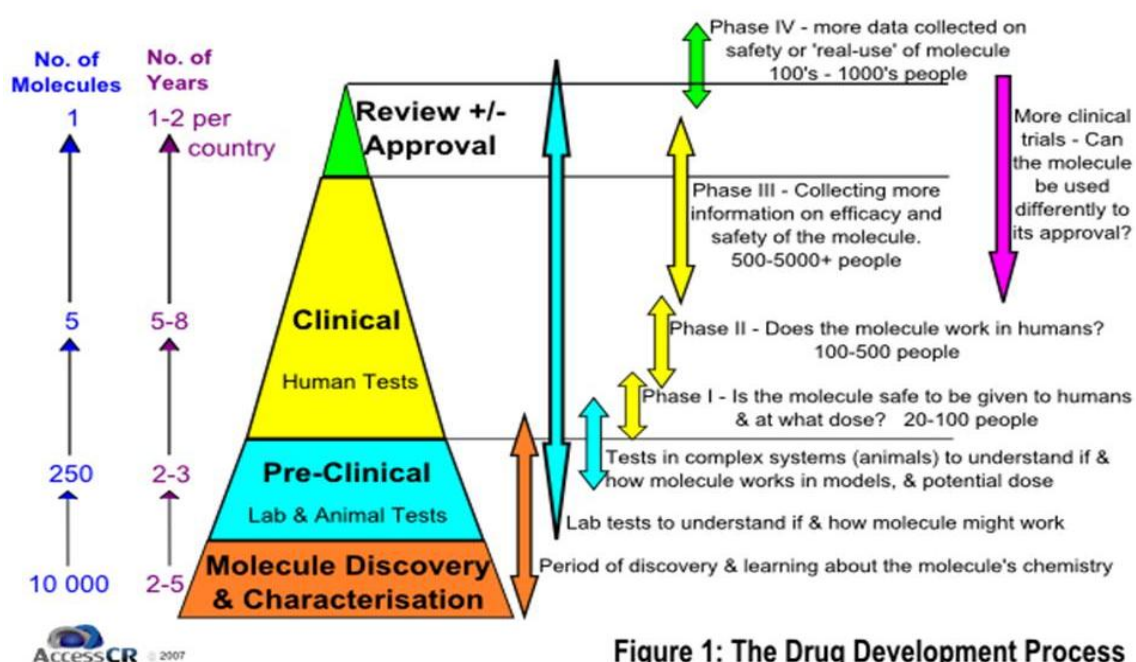 No. of
Molecules
No. of
Years
1
1-2 per
country
5
5-8
250
2-3
10 000
2-5
Review +/-
Approval
Clinical
Human Tests
Pre-Clinical
Lab & Animal Tests
Molecule Discovery
& Characterisation
Phase IV - more data collected on
safety or 'real-use' of molecule
100's - 1000's people
More clinical
trials - Can
the molecule
be used
differently to
its approval?
Phase III - Collecting more
information on efficacy and
safety of the molecule.
500-5000+ people
Phase II - Does the molecule work in humans?
100-500 people
Phase I - Is the molecule safe to be given to humans
& at what dose? 20-100 people
Tests in complex systems (animals) to understand if &
how molecule works in models, & potential dose
Lab tests to understand if & how molecule might work
Period of discovery & learning about the molecule's chemistry
AccessCR © 2007
Figure 1: The Drug Development Process